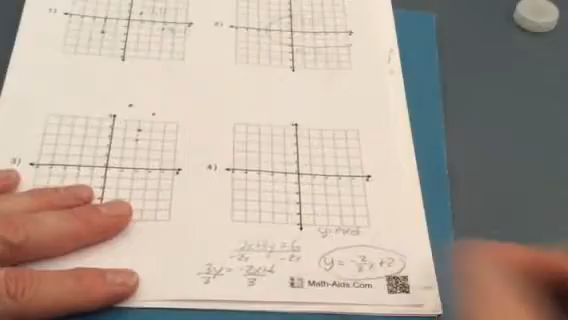 1)
2)
3)
4)
2x+3y=6
-2x -2x
3y = -2x+6
3 3
y = -2/3x+2
Math-Aids.Com